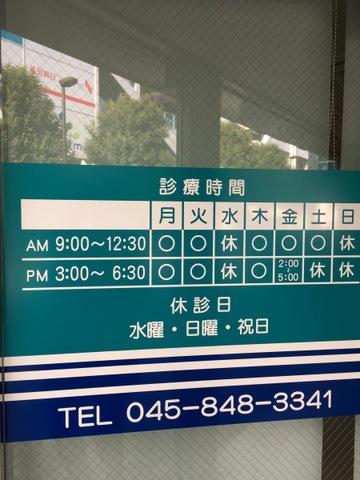 診療時間
月 火 水 木 金 土 日
AM 9:00〜12:30 ○ ○ 休 ○ ○ ○ 休
PM 3:00〜 6:30 ○ ○ 休 ○ 2:00〜5:00 休 休
休診日
水曜・日曜・祝日
TEL 045-848-3341